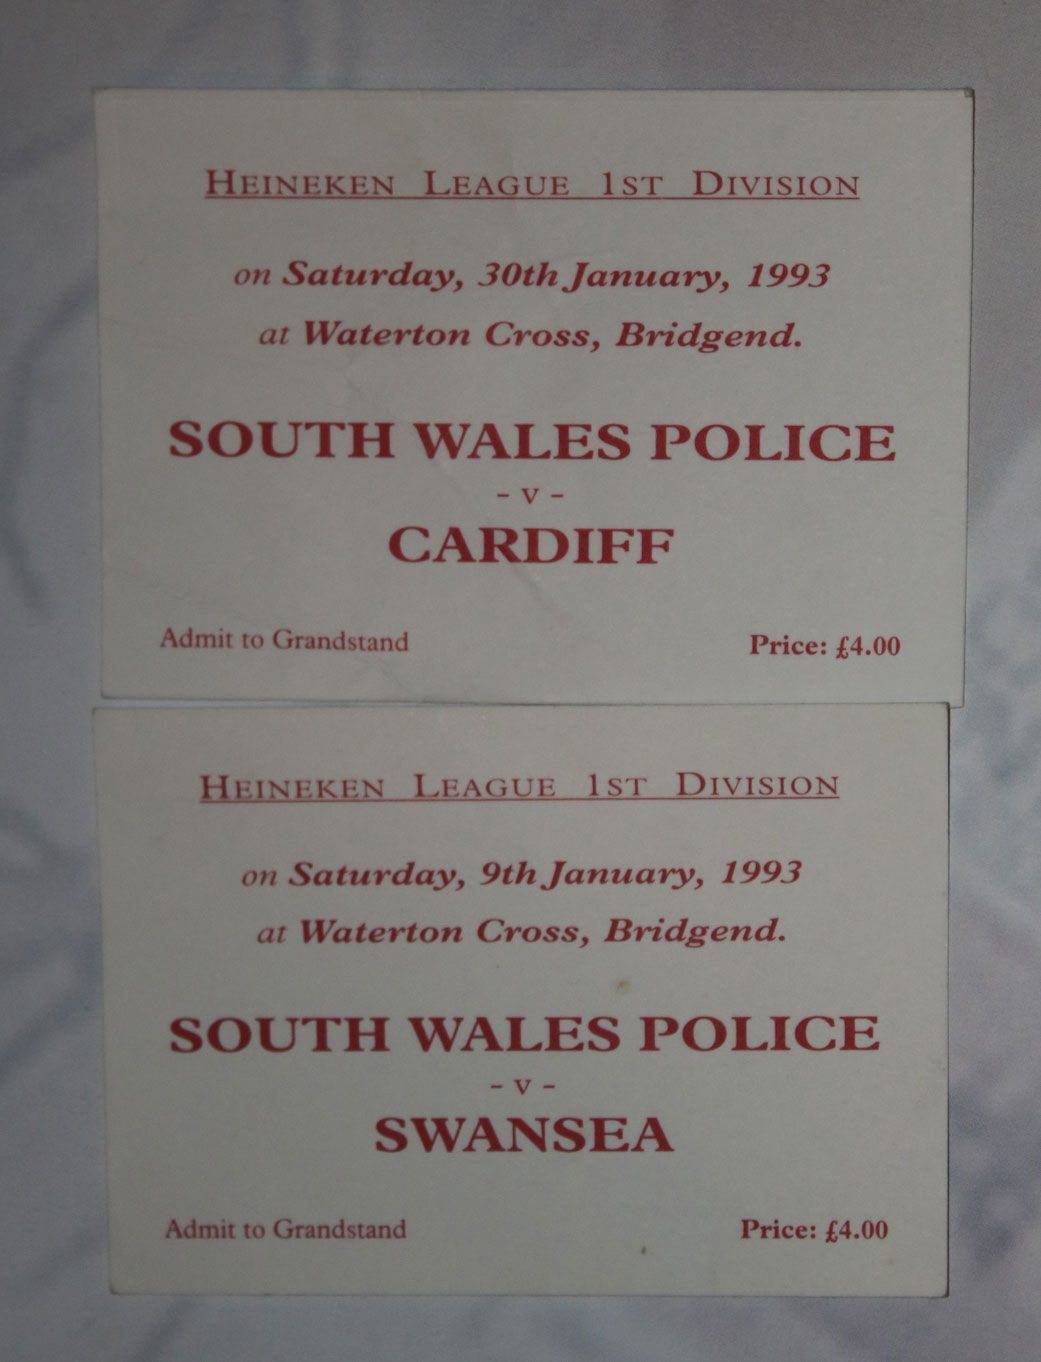 Heineken League 1st Division
on Saturday, 30th January, 1993
at Waterton Cross, Bridgend.
SOUTH WALES POLICE
- v -
CARDIFF
Admit to Grandstand Price: £4.00
Heineken League 1st Division
on Saturday, 9th January, 1993
at Waterton Cross, Bridgend.
SOUTH WALES POLICE
- v -
SWANSEA
Admit to Grandstand Price: £4.00